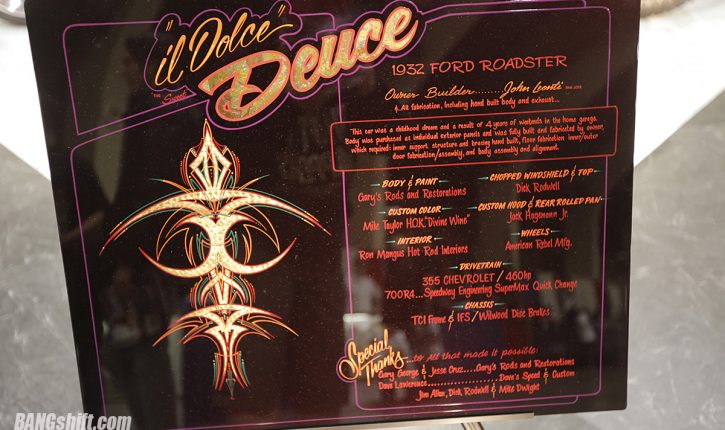 "il Dolce"
THE Sweet Deuce
1932 FORD ROADSTER
Owner Builder.......John
& All fabrication, including hand built body and exhaust...
This car was a childhood dream and a result of 4 years of weekends in the home garage.
Body was purchased as individual exterior panels and was fully built and fabricated by owner,
which required: inner support structure and bracing hand built, floor fabrication inner/outer
door fabrication/assembly, and body assembly and alignment.
BODY & PAINT
Gary's Rods and Restorations
CUSTOM COLOR
Mike Taylor H.O.K. "Divine Wine"
INTERIOR
Ron Mangus Hot Rod Interiors
CHOPPED WINDSHIELD & TOP
Dick Rodwell
CUSTOM HOOD & REAR ROLLED PAN
Jack Hagemann Jr.
WHEELS
American Rebel Mfg.
DRIVETRAIN
355 CHEVROLET / 460hp
700R4...Speedway Engineering SuperMax Quick Change
CHASSIS
TCI Frame & IFS / Wilwood Disc Brakes
Special Thanks...to All that made it possible:
Gary George & Jesse Cruz....Gary's Rods and Restorations
Dave Lawerence....................Dave's Speed & Custom
Jim Allan, Dick Rodwell & Mike Dwight
BANGshift.com